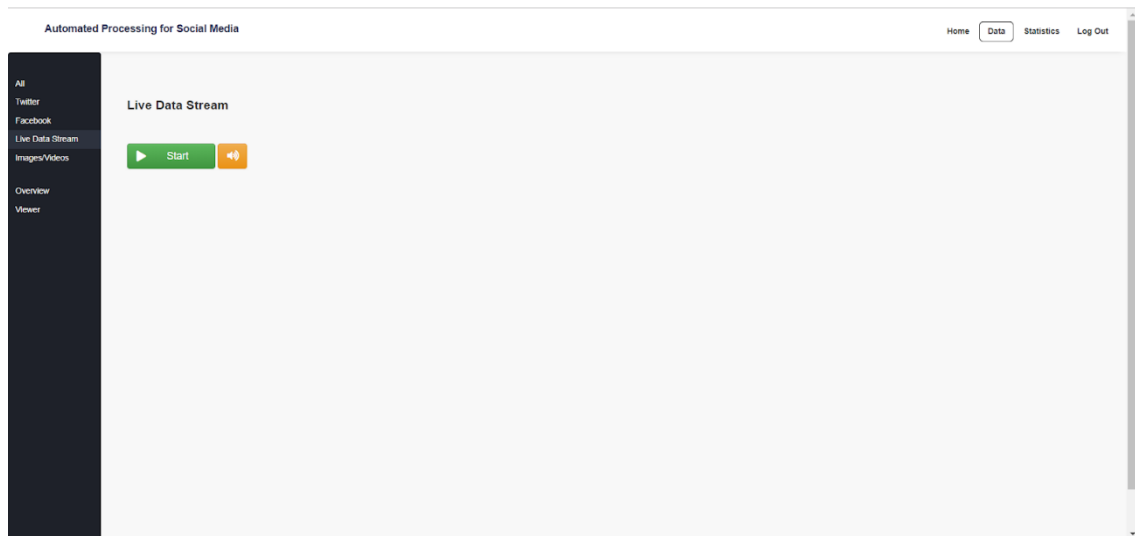 Automated Processing for Social Media
Home Data Statistics Log Out
All
Twitter
Facebook
Live Data Stream
Images/Videos
Overview
Viewer
Live Data Stream
Start